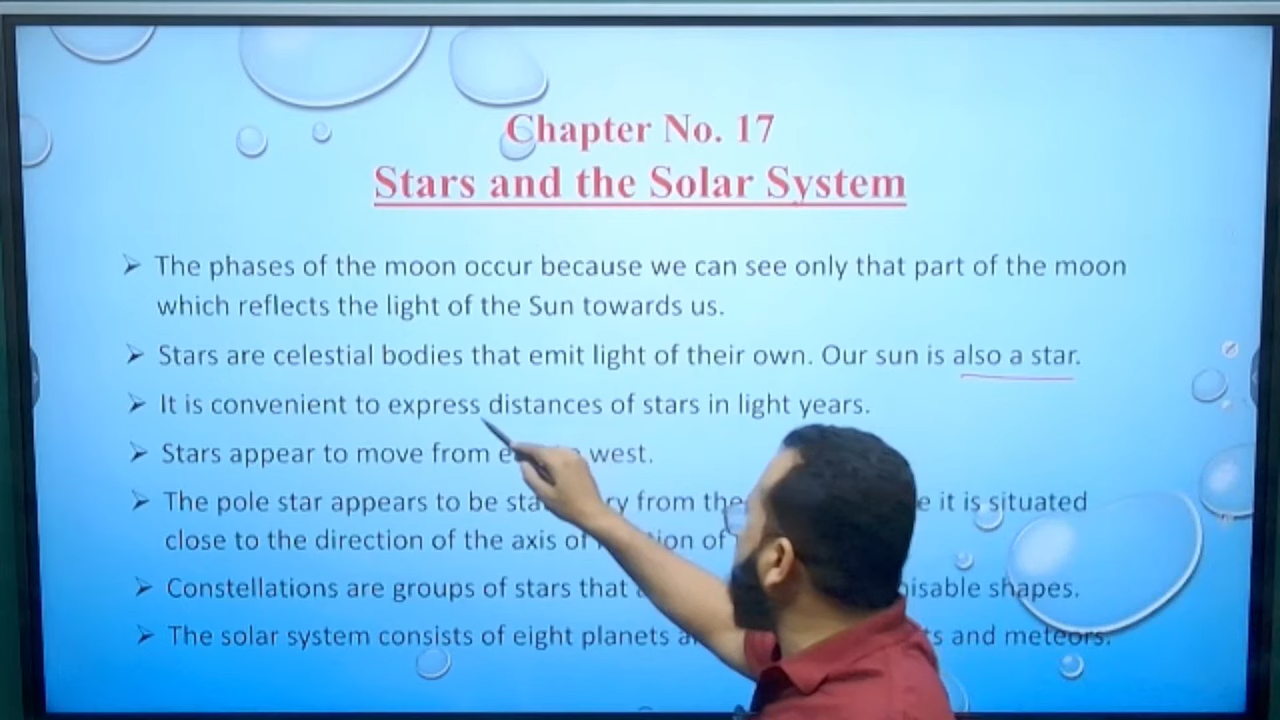 Chapter No. 17
Stars and the Solar System
➢ The phases of the moon occur because we can see only that part of the moon
which reflects the light of the Sun towards us.
➢ Stars are celestial bodies that emit light of their own. Our sun is also a star.
➢ It is convenient to express distances of stars in light years.
➢ Stars appear to move from west.
➢ The pole star appears to be from it is situated
close to the direction of the axis of
➢ Constellations are groups of stars that shapes.
➢ The solar system consists of eight planets and meteors.